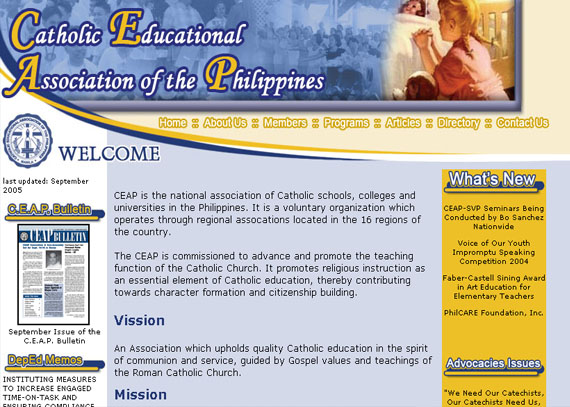 Catholic Educational
Association of the Philippines
Home :: About Us :: Members :: Programs :: Articles :: Directory :: Contact Us
WELCOME
last updated: September
2005
C.E.A.P. Bulletin
CEAP
BULLETIN
September Issue of the
C.E.A.P. Bulletin
DepEd Memos
INSTITUTING MEASURES
TO INCREASE ENGAGED
TIME-ON-TASK AND
ENSURING COMPLIANCE
CEAP is the national association of Catholic schools, colleges and
universities in the Philippines. It is a voluntary organization which
operates through regional assocations located in the 16 regions of
the country.
The CEAP is commissioned to advance and promote the teaching
function of the Catholic Church. It promotes religious instruction as
an essential element of Catholic education, thereby contributing
towards character formation and citizenship building.
Vission
An Association which upholds quality Catholic education in the spirit
of communion and service, guided by Gospel values and teachings of
the Roman Catholic Church.
Mission
What's New
CEAP-SVP Seminars Being
Conducted by Bo Sanchez
Nationwide
Voice of Our Youth
Impromptu Speaking
Competition 2004
Faber-Castell Sining Award
in Art Education for
Elementary Teachers
PhilCARE Foundation, Inc.
Advocacies Issues
"We Need Our Catechists,
Our Catechists Need Us,